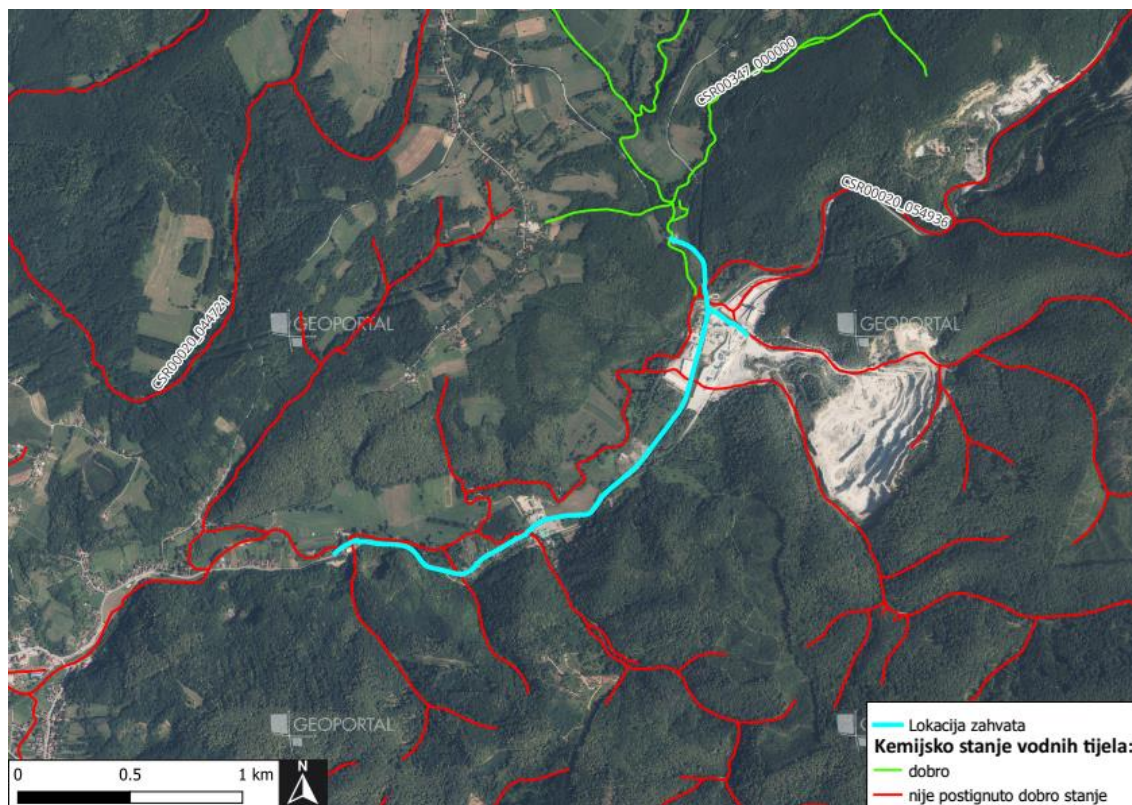 CSR00347_000000
CSR00020_054936
CSR00020_044721
GEOPORTAL
GEOPORTAL
GEOPORTAL
GEOPORTAL
Lokacija zahvata
Kemijsko stanje vodnih tijela:
dobro
nije postignuto dobro stanje
0 0.5 1 km
N